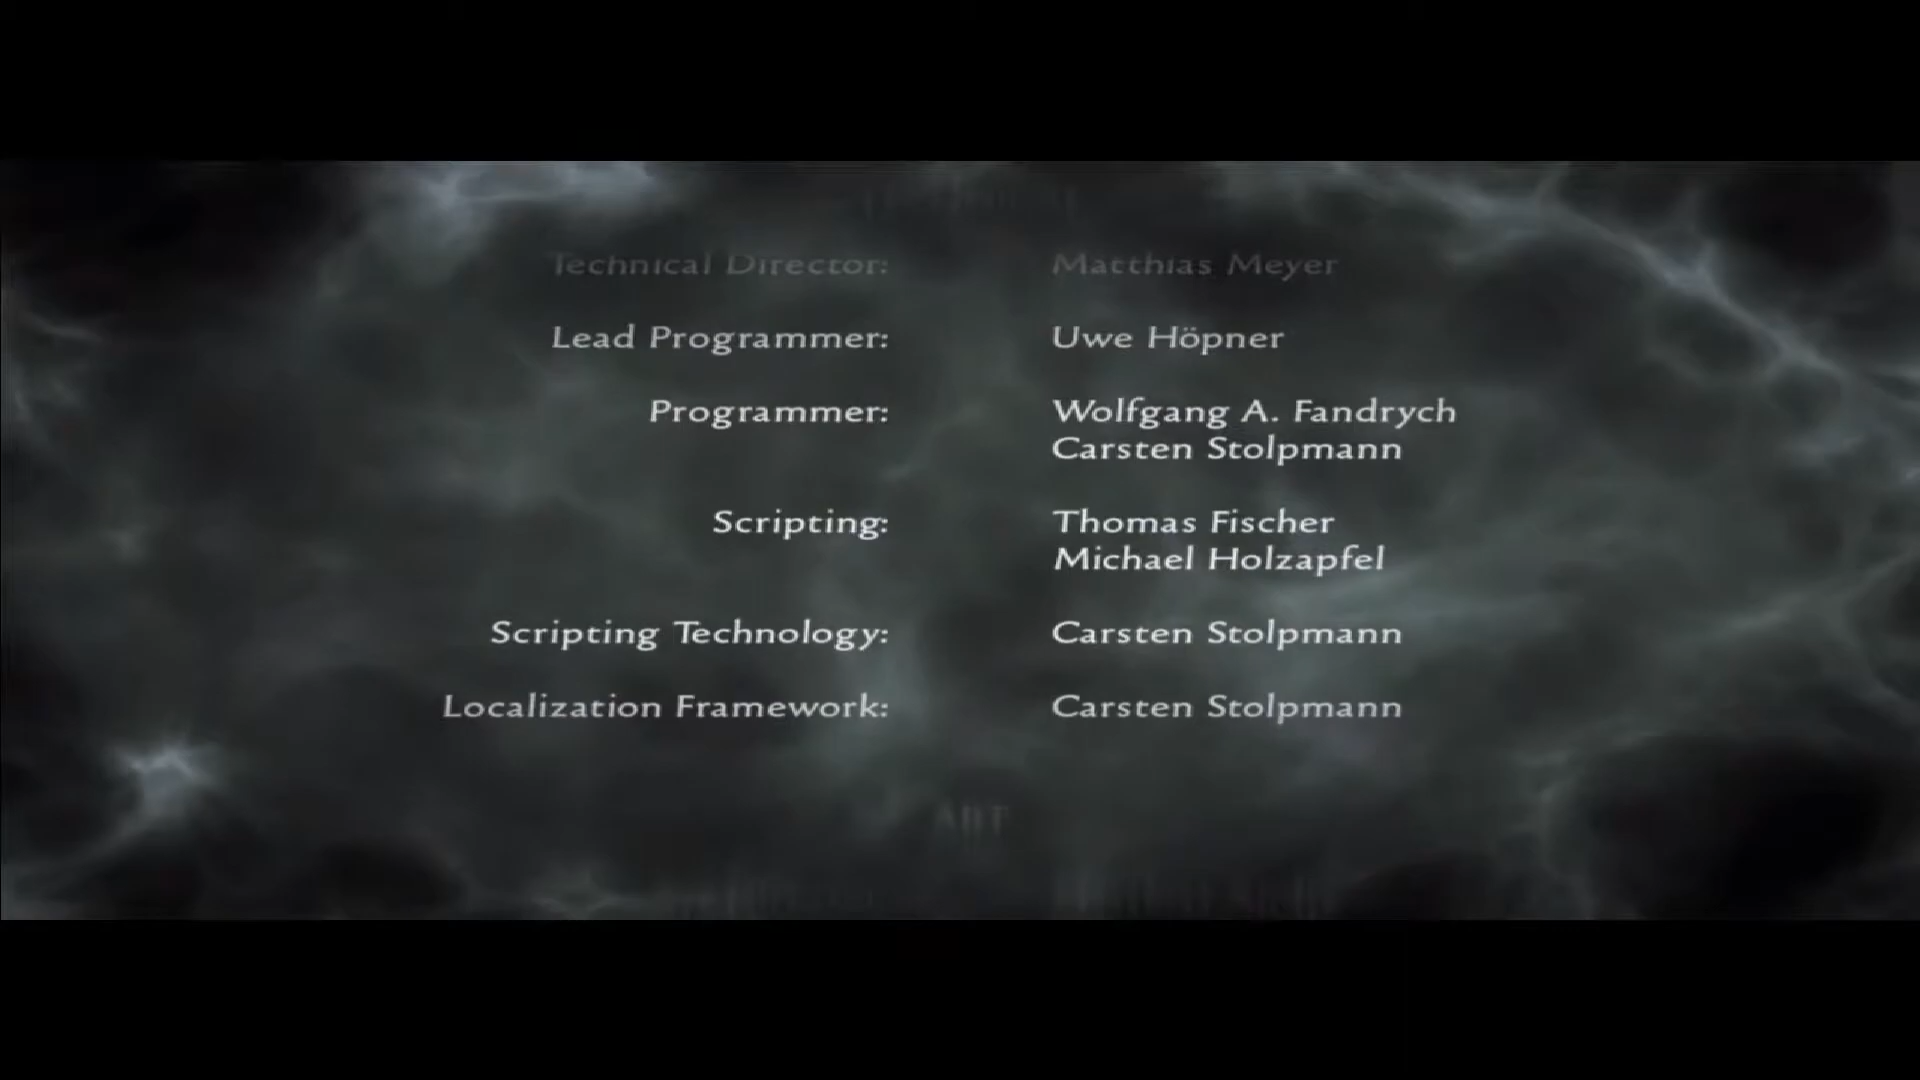 Technical Director: Matthias Meyer
Lead Programmer: Uwe Höpner
Programmer: Wolfgang A. Fandrych
Carsten Stolpmann
Scripting: Thomas Fischer
Michael Holzapfel
Scripting Technology: Carsten Stolpmann
Localization Framework: Carsten Stolpmann
ART